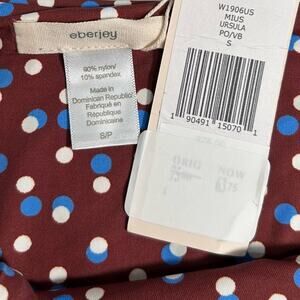 eberjey
90% nylon/
10% spandex
Made in
Dominican Republic
Fabriqué en
République
Dominicaine
S/P
W1906US
MIUS
URSULA
PO/VB
S
90491 15070 1
ORIG
NOW